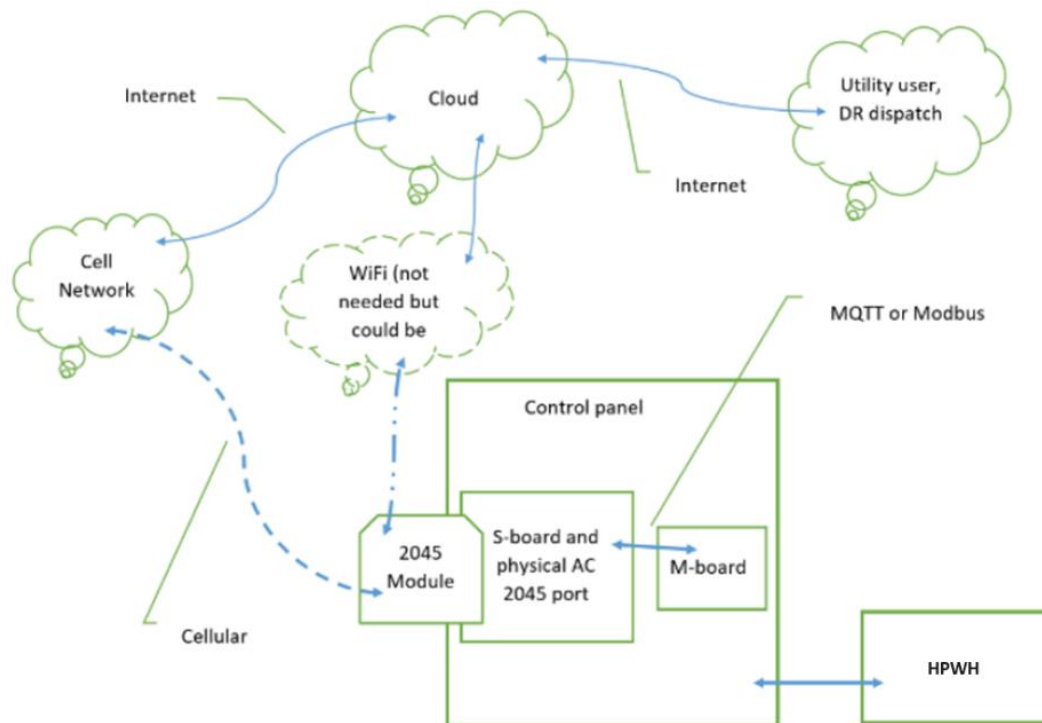 Internet
Cloud
Utility user,
DR dispatch
Internet
Cell
Network
WiFi (not
needed but
could be
MQTT or Modbus
Control panel
2045
Module
S-board and
physical AC
2045 port
M-board
Cellular
HPWH